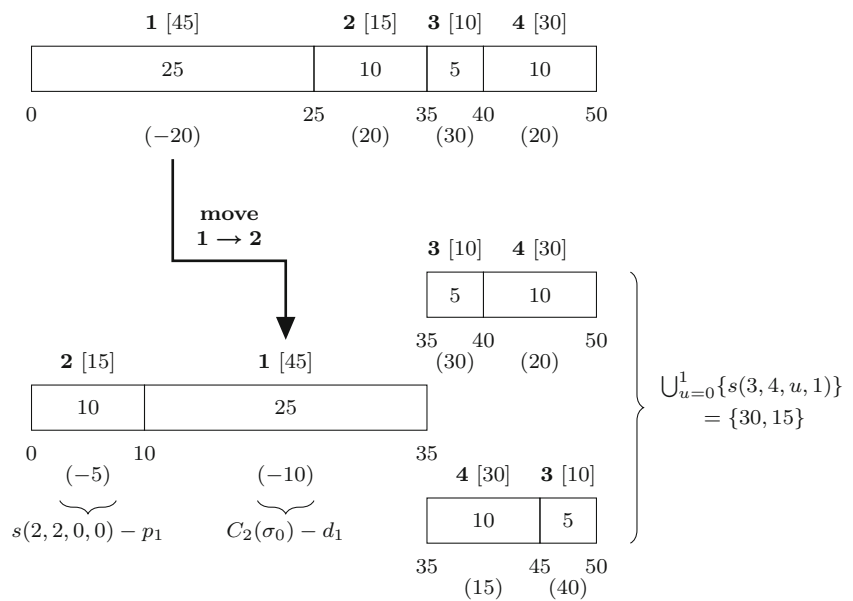 1 [45] 2 [15] 3 [10] 4 [30]
25 10 5 10
0 25 35 40 50
(−20) (20) (30) (20)
move
1 → 2
3 [10] 4 [30]
5 10
35 40 50
(30) (20)
2 [15] 1 [45]
10 25
0 10 35
(−5) (−10)
s(2, 2, 0, 0) − p₁ C₂(σ₀) − d₁
4 [30] 3 [10]
10 5
35 45 50
(15) (40)
⋃¹ᵤ₌₀{s(3, 4, u, 1)}
= {30, 15}